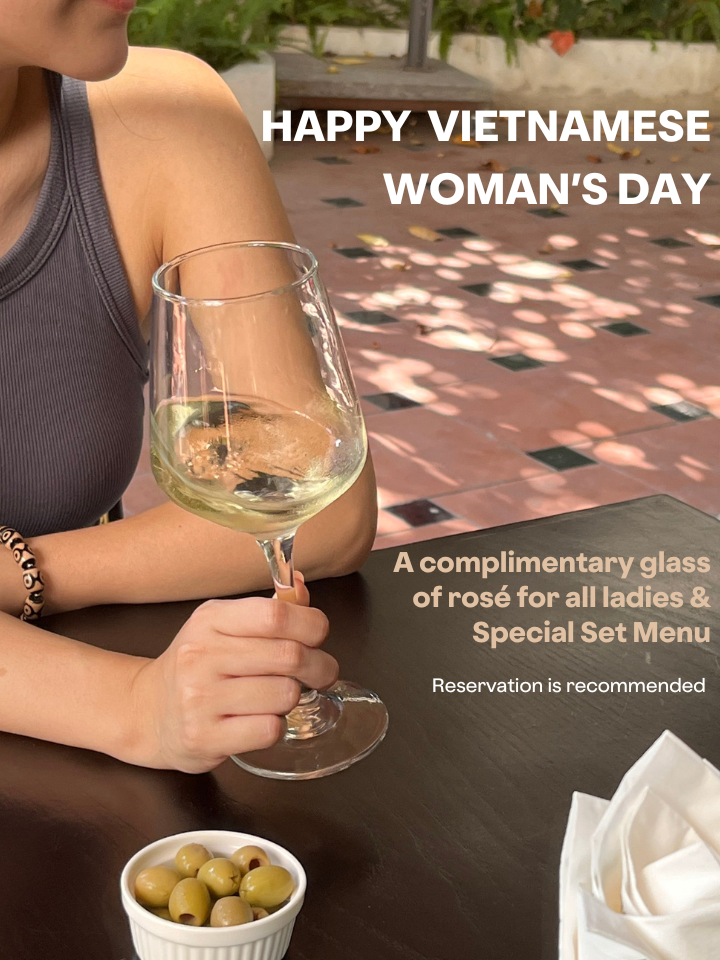 HAPPY VIETNAMESE
WOMAN'S DAY
A complimentary glass
of rosé for all ladies &
Special Set Menu
Reservation is recommended